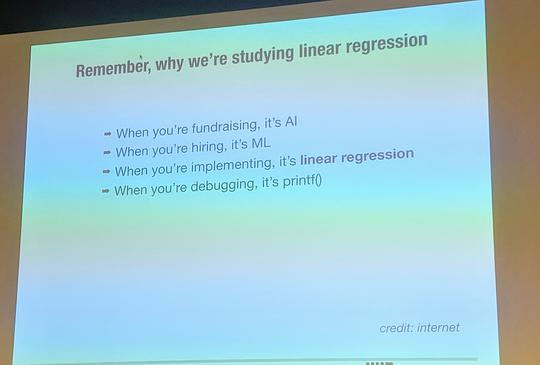 Remember, why we're studying linear regression
➡ When you're fundraising, it's AI
➡ When you're hiring, it's ML
➡ When you're implementing, it's linear regression
➡ When you're debugging, it's printf()
credit: internet